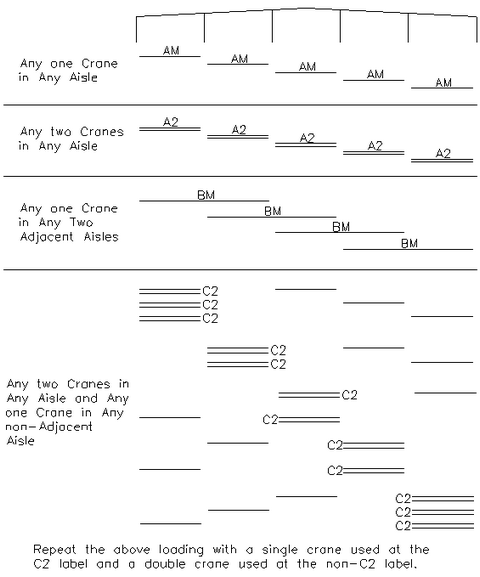 Any one Crane
in Any Aisle
AM
AM
AM
AM
AM
Any two Cranes
in Any Aisle
A2
A2
A2
A2
A2
Any one Crane
in Any Two
Adjacent Aisles
BM
BM
BM
BM
C2
C2
C2
C2
C2
Any two Cranes in
Any Aisle and Any
one Crane in Any
non-Adjacent
Aisle
C2
C2
C2
C2
C2
C2
C2
Repeat the above loading with a single crane used at the
C2 label and a double crane used at the non-C2 label.